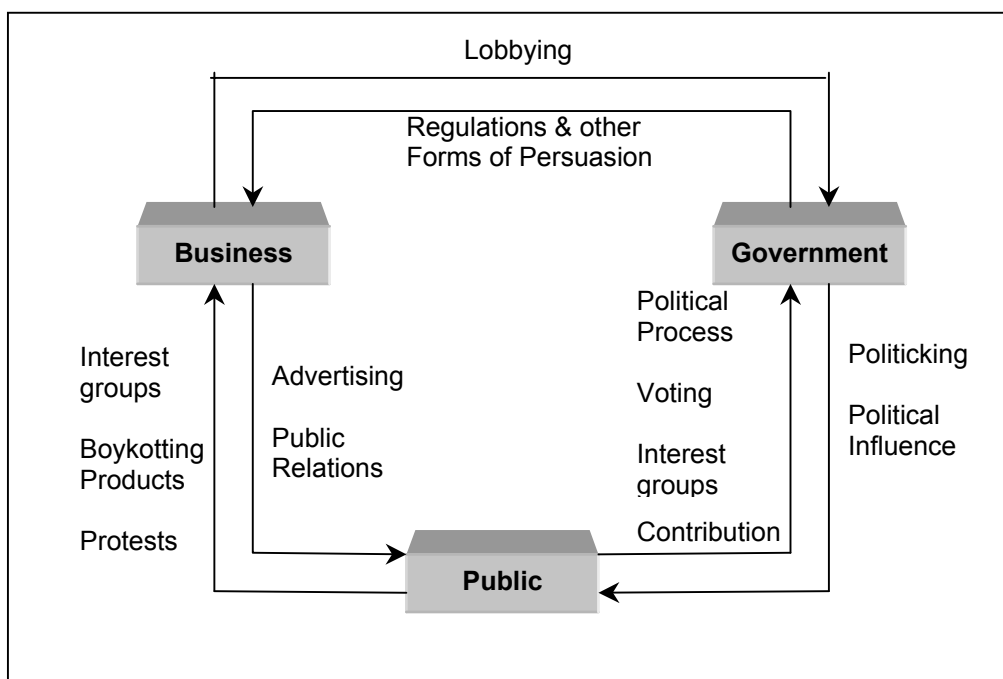 Lobbying
Regulations & other
Forms of Persuasion
Business
Government
Interest
groups
Boykotting
Products
Protests
Advertising
Public
Relations
Political
Process
Voting
Interest
groups
Contribution
Politicking
Political
Influence
Public